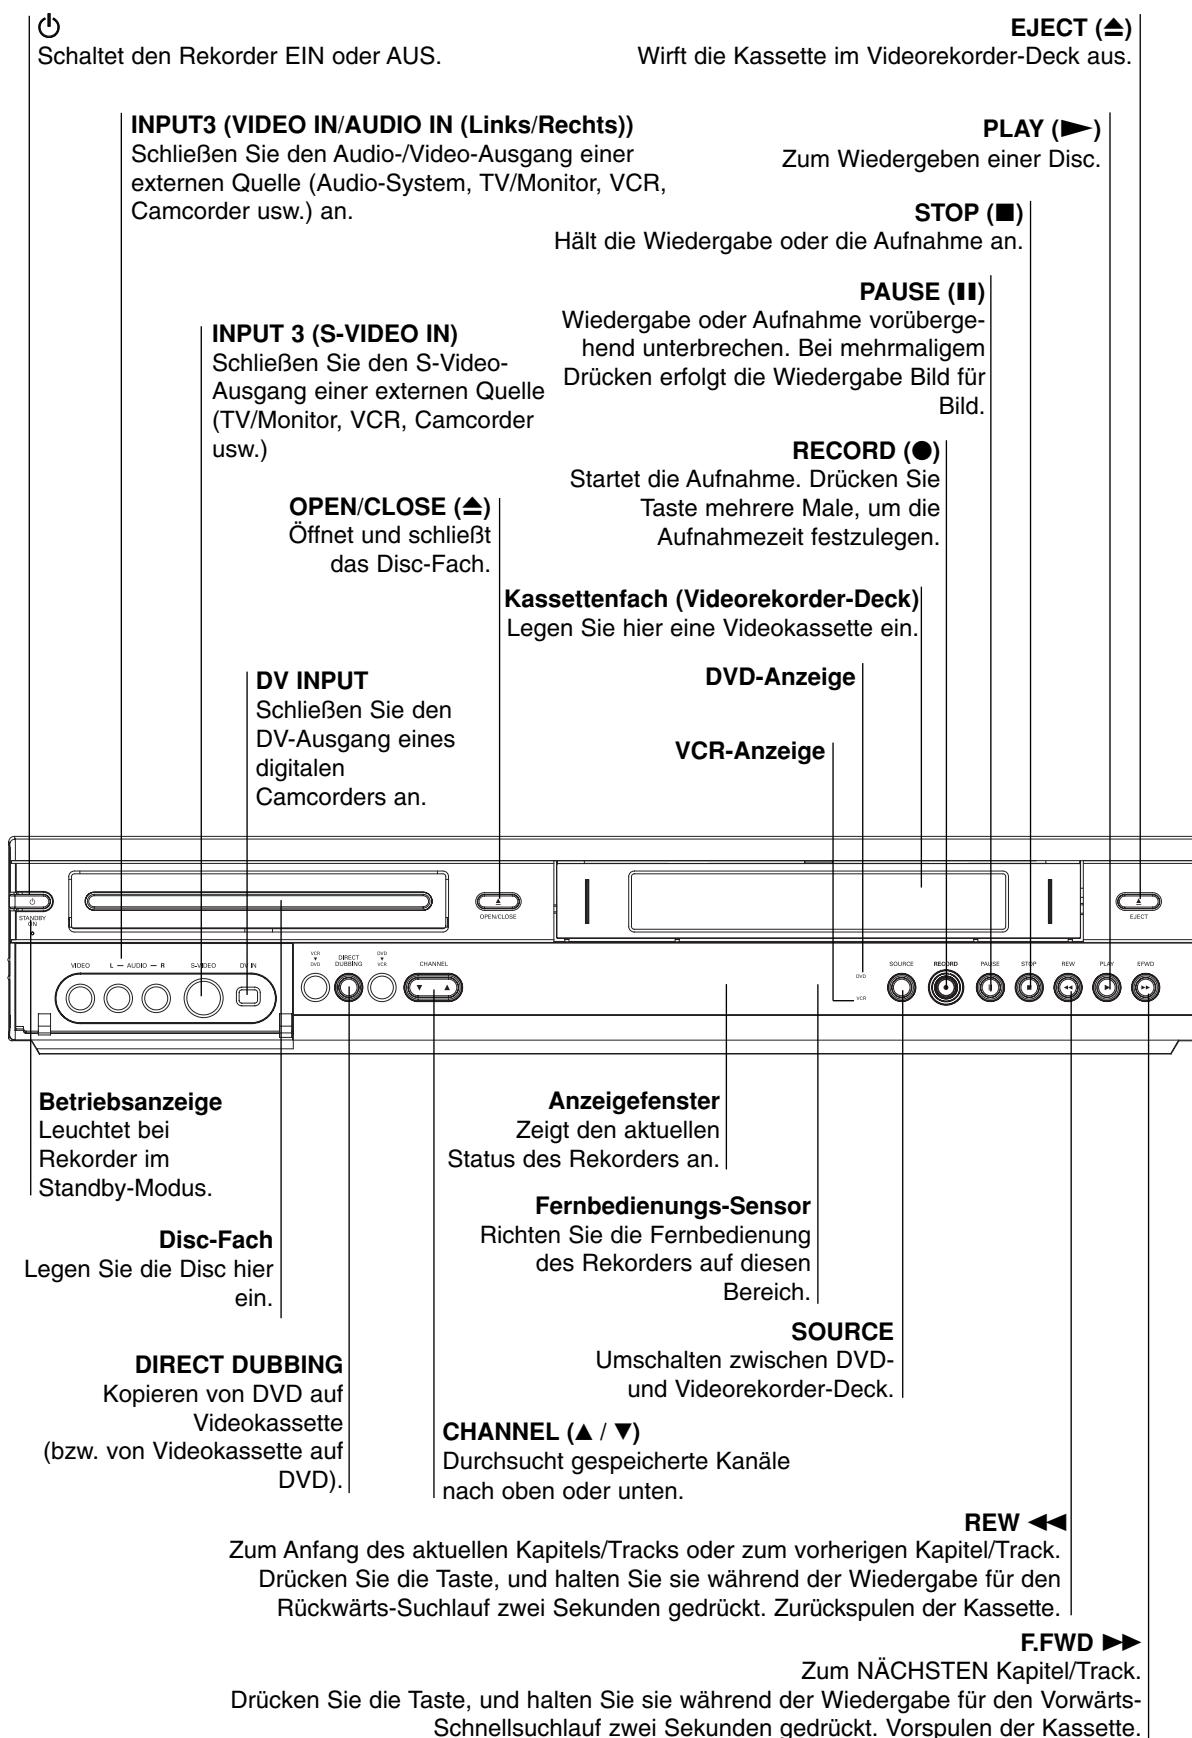 ⏻
Schaltet den Rekorder EIN oder AUS.
EJECT (⏏)
Wirft die Kassette im Videorekorder-Deck aus.
INPUT3 (VIDEO IN/AUDIO IN (Links/Rechts))
Schließen Sie den Audio-/Video-Ausgang einer
externen Quelle (Audio-System, TV/Monitor, VCR,
Camcorder usw.) an.
PLAY (►)
Zum Wiedergeben einer Disc.
STOP (■)
Hält die Wiedergabe oder die Aufnahme an.
PAUSE (II)
Wiedergabe oder Aufnahme vorüberge-
hend unterbrechen. Bei mehrmaligem
Drücken erfolgt die Wiedergabe Bild für
Bild.
INPUT 3 (S-VIDEO IN)
Schließen Sie den S-Video-
Ausgang einer externen Quelle
(TV/Monitor, VCR, Camcorder
usw.)
RECORD (●)
Startet die Aufnahme. Drücken Sie
Taste mehrere Male, um die
Aufnahmezeit festzulegen.
OPEN/CLOSE (⏏)
Öffnet und schließt
das Disc-Fach.
Kassettenfach (Videorekorder-Deck)
Legen Sie hier eine Videokassette ein.
DV INPUT
Schließen Sie den
DV-Ausgang eines
digitalen
Camcorders an.
DVD-Anzeige
VCR-Anzeige
STANDBY
ON
OPEN/CLOSE
EJECT
VIDEO L — AUDIO — R S-VIDEO DV IN
VCR
▼
DVD
DIRECT
DUBBING
DVD
▼
VCR
CHANNEL
▼ ▲
DVD
VCR
SOURCE RECORD PAUSE STOP REW PLAY F.FWD
Betriebsanzeige
Leuchtet bei
Rekorder im
Standby-Modus.
Anzeigefenster
Zeigt den aktuellen
Status des Rekorders an.
Disc-Fach
Legen Sie die Disc hier
ein.
Fernbedienungs-Sensor
Richten Sie die Fernbedienung
des Rekorders auf diesen
Bereich.
SOURCE
Umschalten zwischen DVD-
und Videorekorder-Deck.
DIRECT DUBBING
Kopieren von DVD auf
Videokassette
(bzw. von Videokassette auf
DVD).
CHANNEL (▲ / ▼)
Durchsucht gespeicherte Kanäle
nach oben oder unten.
REW ◄◄
Zum Anfang des aktuellen Kapitels/Tracks oder zum vorherigen Kapitel/Track.
Drücken Sie die Taste, und halten Sie sie während der Wiedergabe für den
Rückwärts-Suchlauf zwei Sekunden gedrückt. Zurückspulen der Kassette.
F.FWD ►►
Zum NÄCHSTEN Kapitel/Track.
Drücken Sie die Taste, und halten Sie sie während der Wiedergabe für den Vorwärts-
Schnellsuchlauf zwei Sekunden gedrückt. Vorspulen der Kassette.